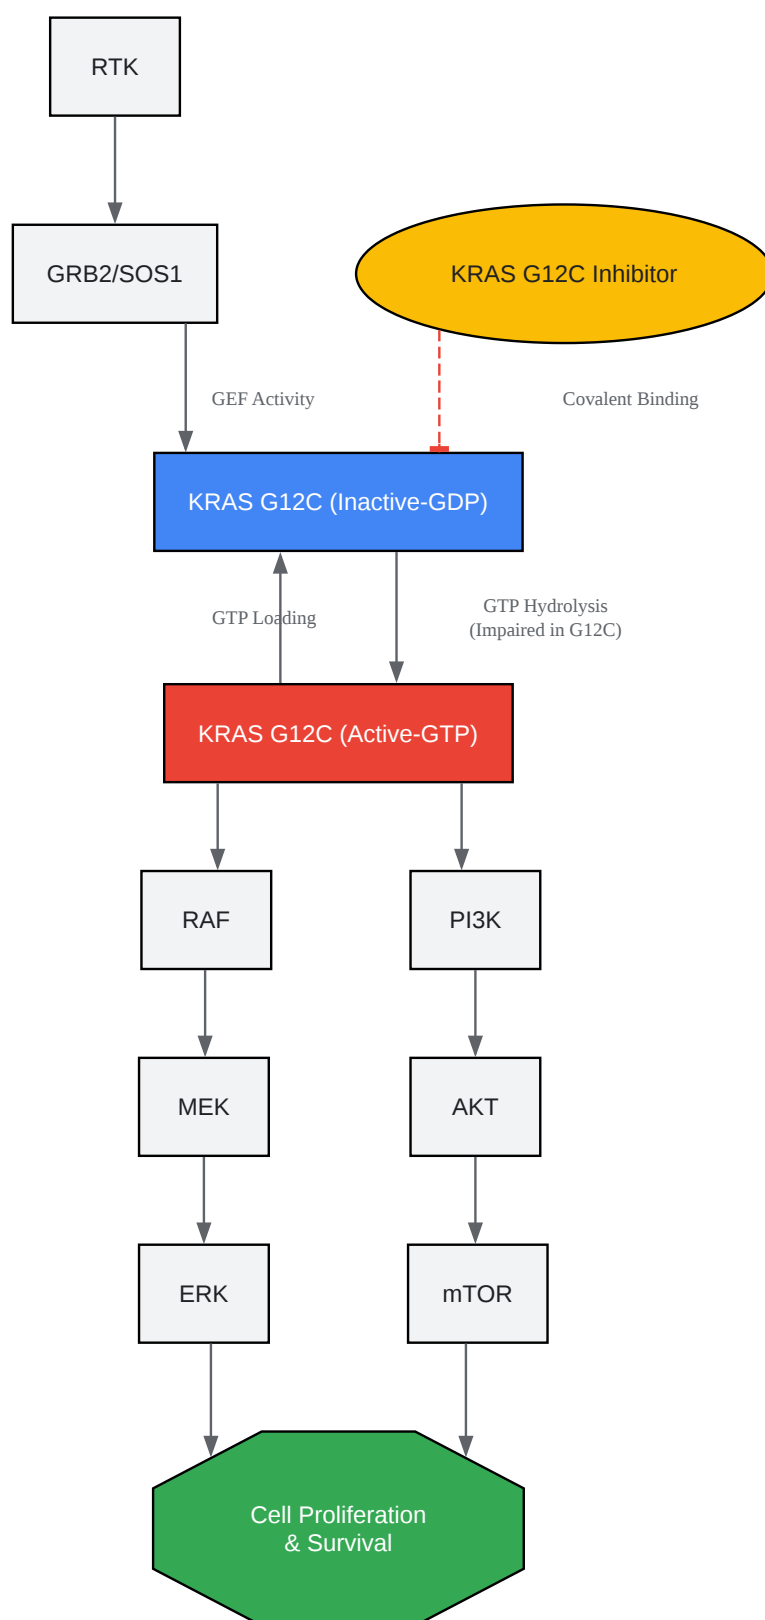 RTK
GRB2/SOS1
KRAS G12C Inhibitor
GEF Activity
Covalent Binding
KRAS G12C (Inactive-GDP)
GTP Loading
GTP Hydrolysis
(Impaired in G12C)
KRAS G12C (Active-GTP)
RAF
PI3K
MEK
AKT
ERK
mTOR
Cell Proliferation
& Survival